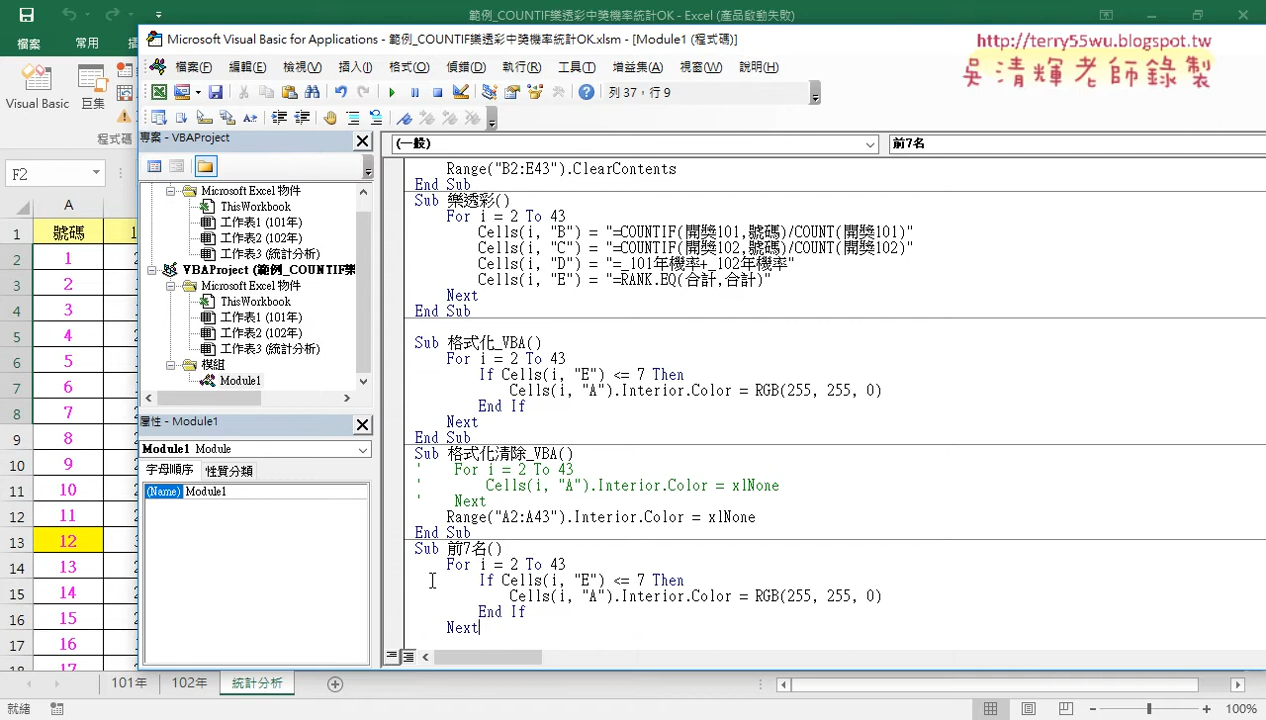 範例_COUNTIF樂透彩中獎機率統計OK - Excel (產品啟動失敗)
檔案
常用
Visual Basic
巨集
程式碼
F2
Microsoft Visual Basic for Applications - 範例_COUNTIF樂透彩中獎機率統計OK.xlsm - [Module1 (程式碼)]
http://terry55wu.blogspot.tw
吳清輝老師錄製
檔案(F) 編輯(E) 檢視(V) 插入(I) 格式(O) 偵錯(D) 執行(R) 工具(T) 增益集(A) 視窗(W) 說明(H)
列 37, 行 9
專案 - VBAProject
Microsoft Excel 物件
ThisWorkbook
工作表1 (101年)
工作表2 (102年)
工作表3 (統計分析)
VBAProject (範例_COUNTIF樂
Microsoft Excel 物件
ThisWorkbook
工作表1 (101年)
工作表2 (102年)
工作表3 (統計分析)
模組
Module1
屬性 - Module1
Module1 Module
字母順序 性質分類
(Name) Module1
(一般)
前7名
Range("B2:E43").ClearContents
End Sub
Sub 樂透彩()
For i = 2 To 43
Cells(i, "B") = "=COUNTIF(開獎101,號碼)/COUNT(開獎101)"
Cells(i, "C") = "=COUNTIF(開獎102,號碼)/COUNT(開獎102)"
Cells(i, "D") = "=_101年機率+_102年機率"
Cells(i, "E") = "=RANK.EQ(合計,合計)"
Next
End Sub
Sub 格式化_VBA()
For i = 2 To 43
If Cells(i, "E") <= 7 Then
Cells(i, "A").Interior.Color = RGB(255, 255, 0)
End If
Next
End Sub
Sub 格式化清除_VBA()
' For i = 2 To 43
' Cells(i, "A").Interior.Color = xlNone
' Next
Range("A2:A43").Interior.Color = xlNone
End Sub
Sub 前7名()
For i = 2 To 43
If Cells(i, "E") <= 7 Then
Cells(i, "A").Interior.Color = RGB(255, 255, 0)
End If
Next
A
1 號碼 1
2 1
3 2
4 3
5 4
6 5
7 6
8 7
9 8
10 9
11 10
12 11
13 12
14 13
15 14
16 15
17 16
18 17
101年 102年 統計分析
就緒
100%